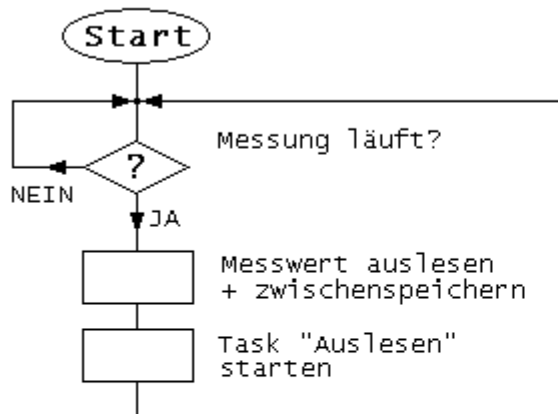 Start
Messung läuft?
?
NEIN
JA
Messwert auslesen
+ zwischenspeichern
Task "Auslesen"
starten